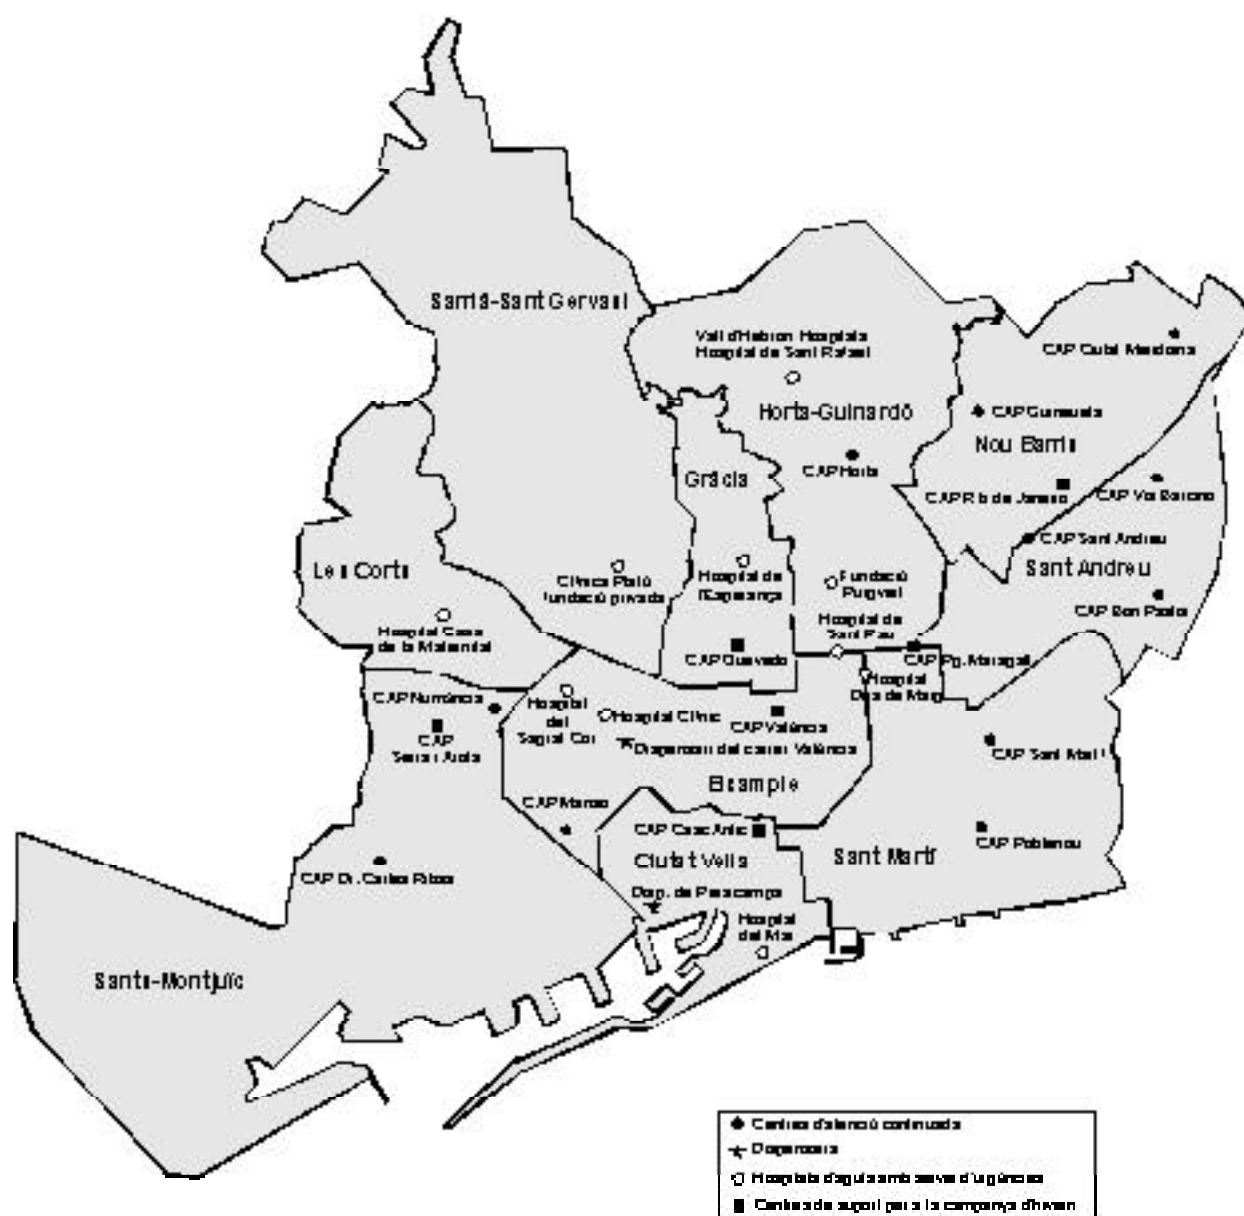 Sarrià-Sant Gervasi
Vall d'Hebron Hospitals
Hospital de Sant Rafael
CAP Ciutat Meridiana
Horta-Guinardó
CAP Guineueta
Nou Barris
Gràcia
CAP Horta
CAP Río de Janeiro
CAP Via Barcino
CAP Sant Andreu
Sant Andreu
Les Corts
Clínica Plató
fundació privada
Hospital de
l'Esperança
Fundació
Puigvert
CAP Bon Pastor
Hospital de
Sant Pau
Hospital Casa
de la Maternitat
CAP Quevedo
CAP Pg. Maragall
Hospital
Dos de Maig
CAP Numància
Hospital
del
Sagrat Cor
Hospital Clínic
CAP València
CAP
Serra i Arola
Dispensari del carrer València
CAP Sant Martí
Eixample
CAP Manso
CAP Casc Antic
Ciutat Vella
Sant Martí
CAP Poblenou
CAP Dr. Carles Ribas
Disp. de Peracamps
Hospital
del Mar
Sants-Montjuïc
Centres d'atenció continuada
Dispensaris
Hospitals d'aguts amb servei d'urgències
Centres de suport per a la campanya d'hivern